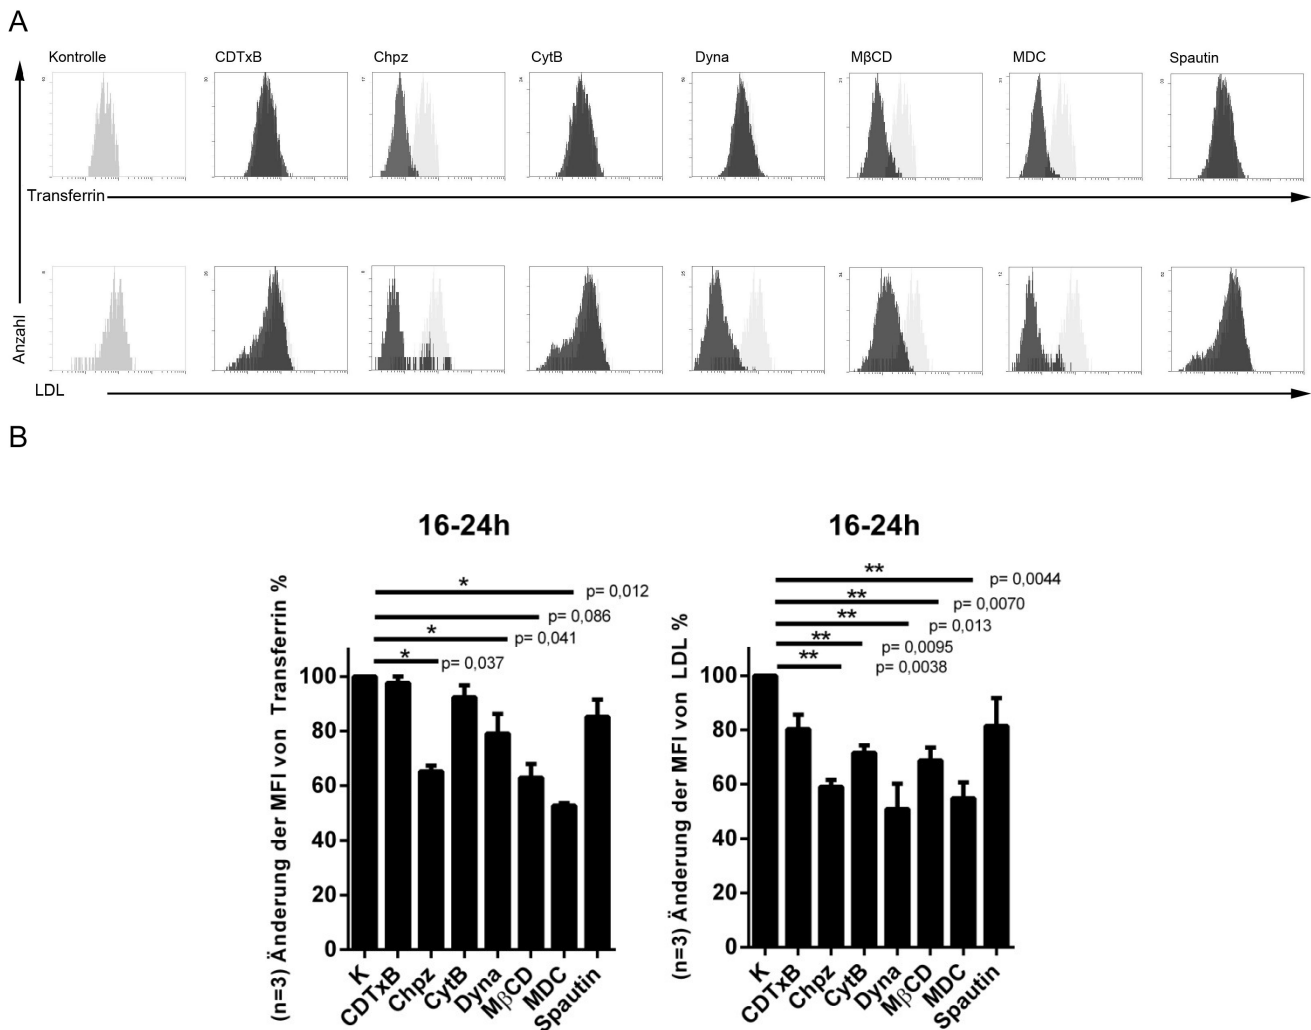 A
Kontrolle CDTxB Chpz CytB Dyna MβCD MDC Spautin
Transferrin
Anzahl
LDL
B
16-24h
(n=3) Änderung der MFI von Transferrin %
* p= 0,012
p= 0,086
* p= 0,041
* p= 0,037
100
80
60
40
20
0
K CDTxB Chpz CytB Dyna MβCD MDC Spautin
16-24h
(n=3) Änderung der MFI von LDL %
** p= 0,0044
** p= 0,0070
** p= 0,013
** p= 0,0095
** p= 0,0038
100
80
60
40
20
0
K CDTxB Chpz CytB Dyna MβCD MDC Spautin